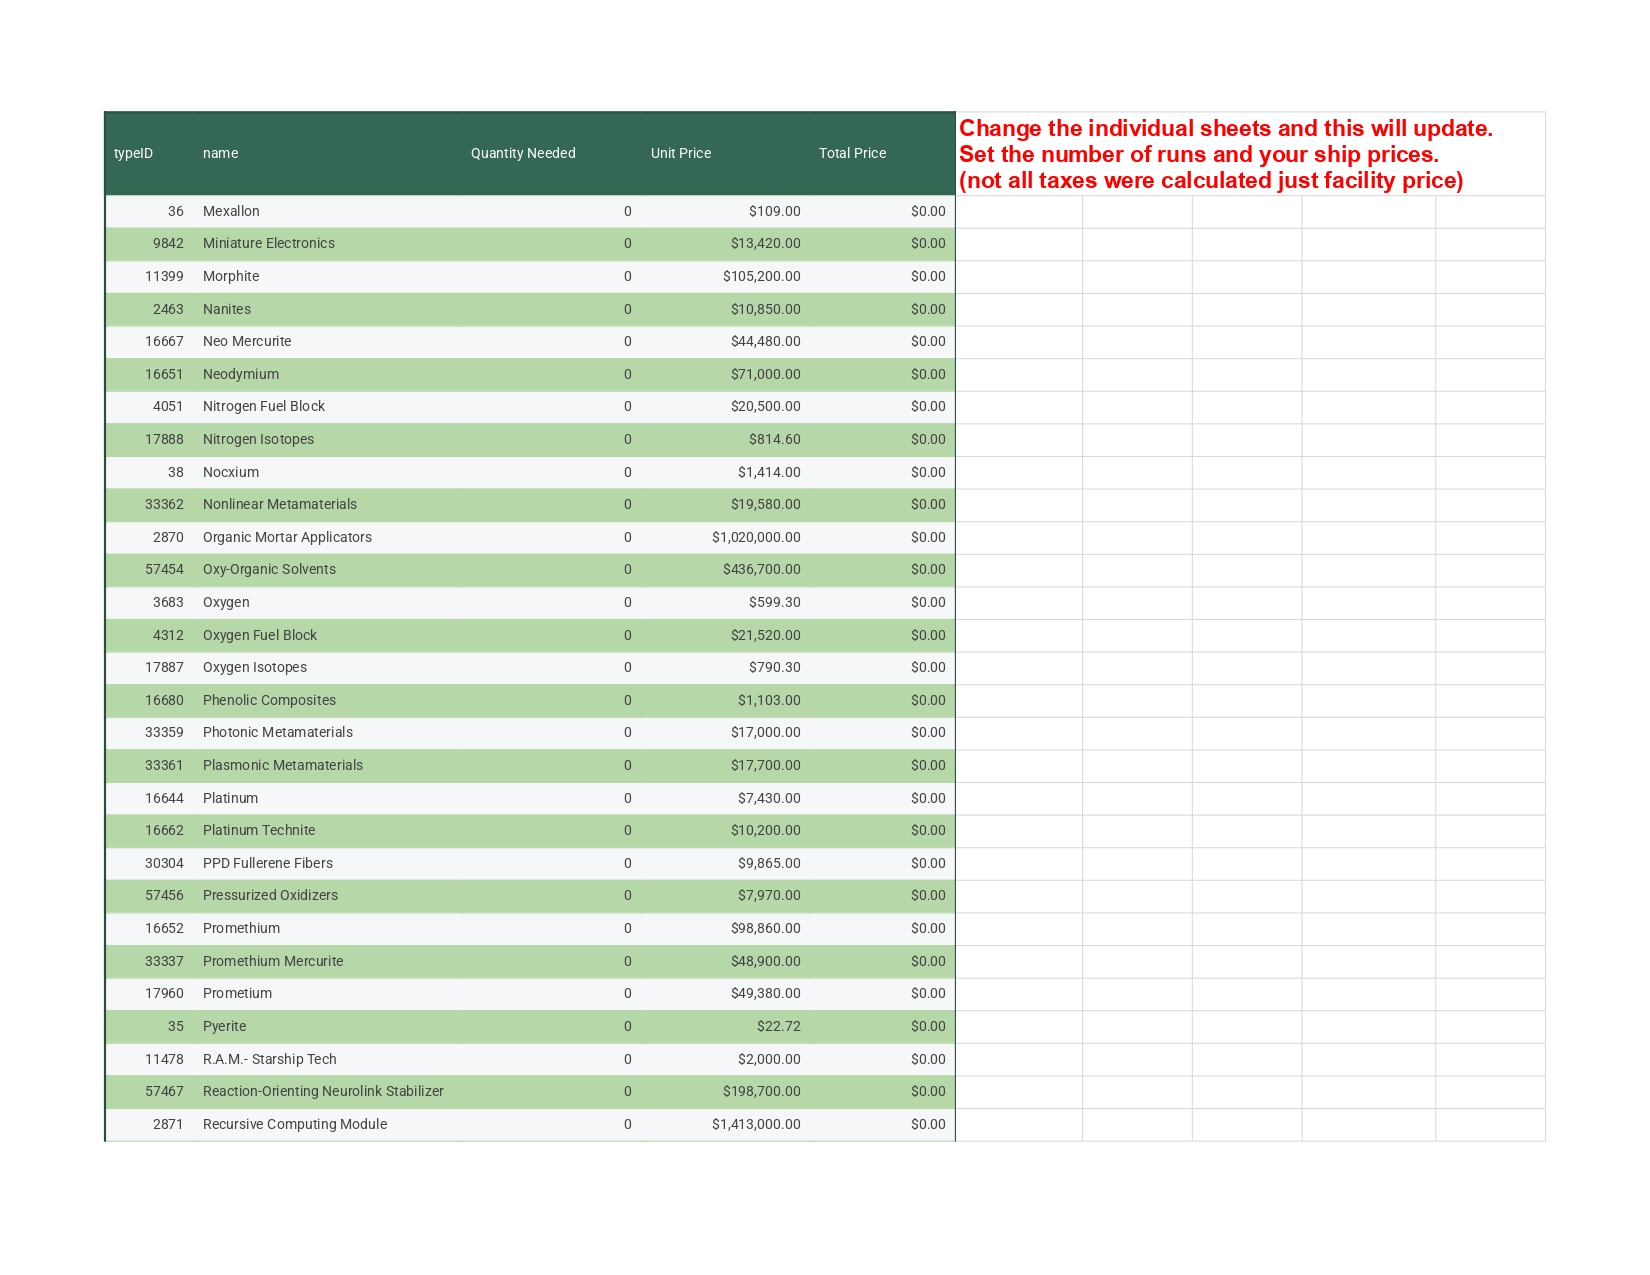 typeID name Quantity Needed Unit Price Total Price
Change the individual sheets and this will update.
Set the number of runs and your ship prices.
(not all taxes were calculated just facility price)
36 Mexallon 0 $109.00 $0.00
9842 Miniature Electronics 0 $13,420.00 $0.00
11399 Morphite 0 $105,200.00 $0.00
2463 Nanites 0 $10,850.00 $0.00
16667 Neo Mercurite 0 $44,480.00 $0.00
16651 Neodymium 0 $71,000.00 $0.00
4051 Nitrogen Fuel Block 0 $20,500.00 $0.00
17888 Nitrogen Isotopes 0 $814.60 $0.00
38 Nocxium 0 $1,414.00 $0.00
33362 Nonlinear Metamaterials 0 $19,580.00 $0.00
2870 Organic Mortar Applicators 0 $1,020,000.00 $0.00
57454 Oxy-Organic Solvents 0 $436,700.00 $0.00
3683 Oxygen 0 $599.30 $0.00
4312 Oxygen Fuel Block 0 $21,520.00 $0.00
17887 Oxygen Isotopes 0 $790.30 $0.00
16680 Phenolic Composites 0 $1,103.00 $0.00
33359 Photonic Metamaterials 0 $17,000.00 $0.00
33361 Plasmonic Metamaterials 0 $17,700.00 $0.00
16644 Platinum 0 $7,430.00 $0.00
16662 Platinum Technite 0 $10,200.00 $0.00
30304 PPD Fullerene Fibers 0 $9,865.00 $0.00
57456 Pressurized Oxidizers 0 $7,970.00 $0.00
16652 Promethium 0 $98,860.00 $0.00
33337 Promethium Mercurite 0 $48,900.00 $0.00
17960 Prometium 0 $49,380.00 $0.00
35 Pyerite 0 $22.72 $0.00
11478 R.A.M.- Starship Tech 0 $2,000.00 $0.00
57467 Reaction-Orienting Neurolink Stabilizer 0 $198,700.00 $0.00
2871 Recursive Computing Module 0 $1,413,000.00 $0.00